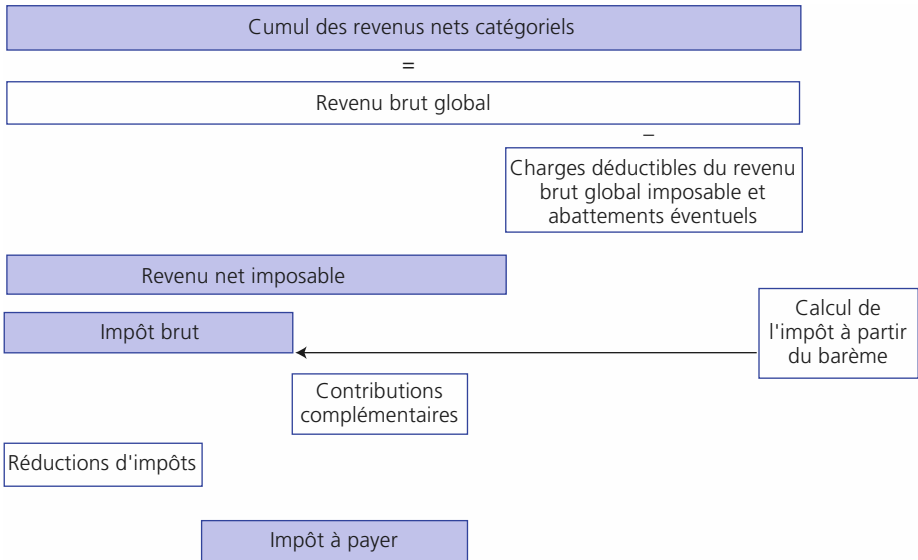 Cumul des revenus nets catégoriels
=
Revenu brut global
–
Charges déductibles du revenu
brut global imposable et
abattements éventuels
Revenu net imposable
Calcul de
l'impôt à partir
du barème
Impôt brut
Contributions
complémentaires
Réductions d'impôts
Impôt à payer